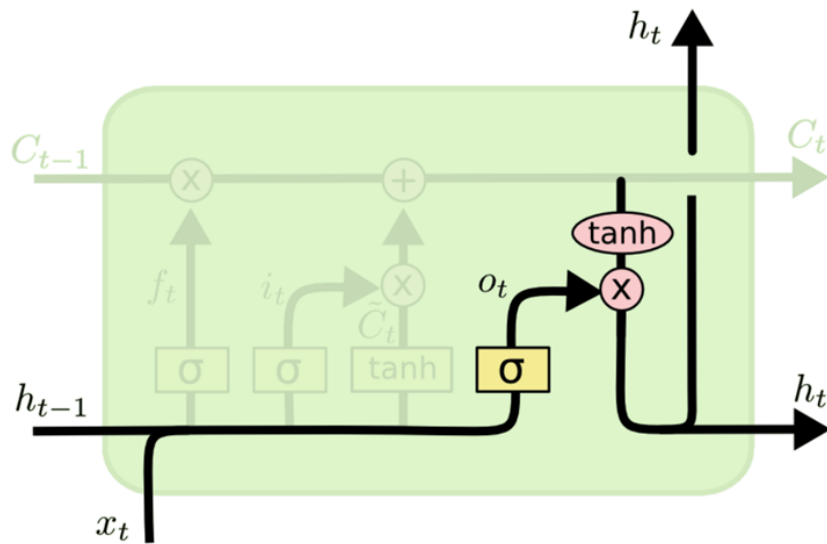 h_t
C_{t-1}
C_t
x
+
tanh
f_t
i_t
x
o_t
x
C̃_t
σ
σ
tanh
σ
h_{t-1}
h_t
x_t